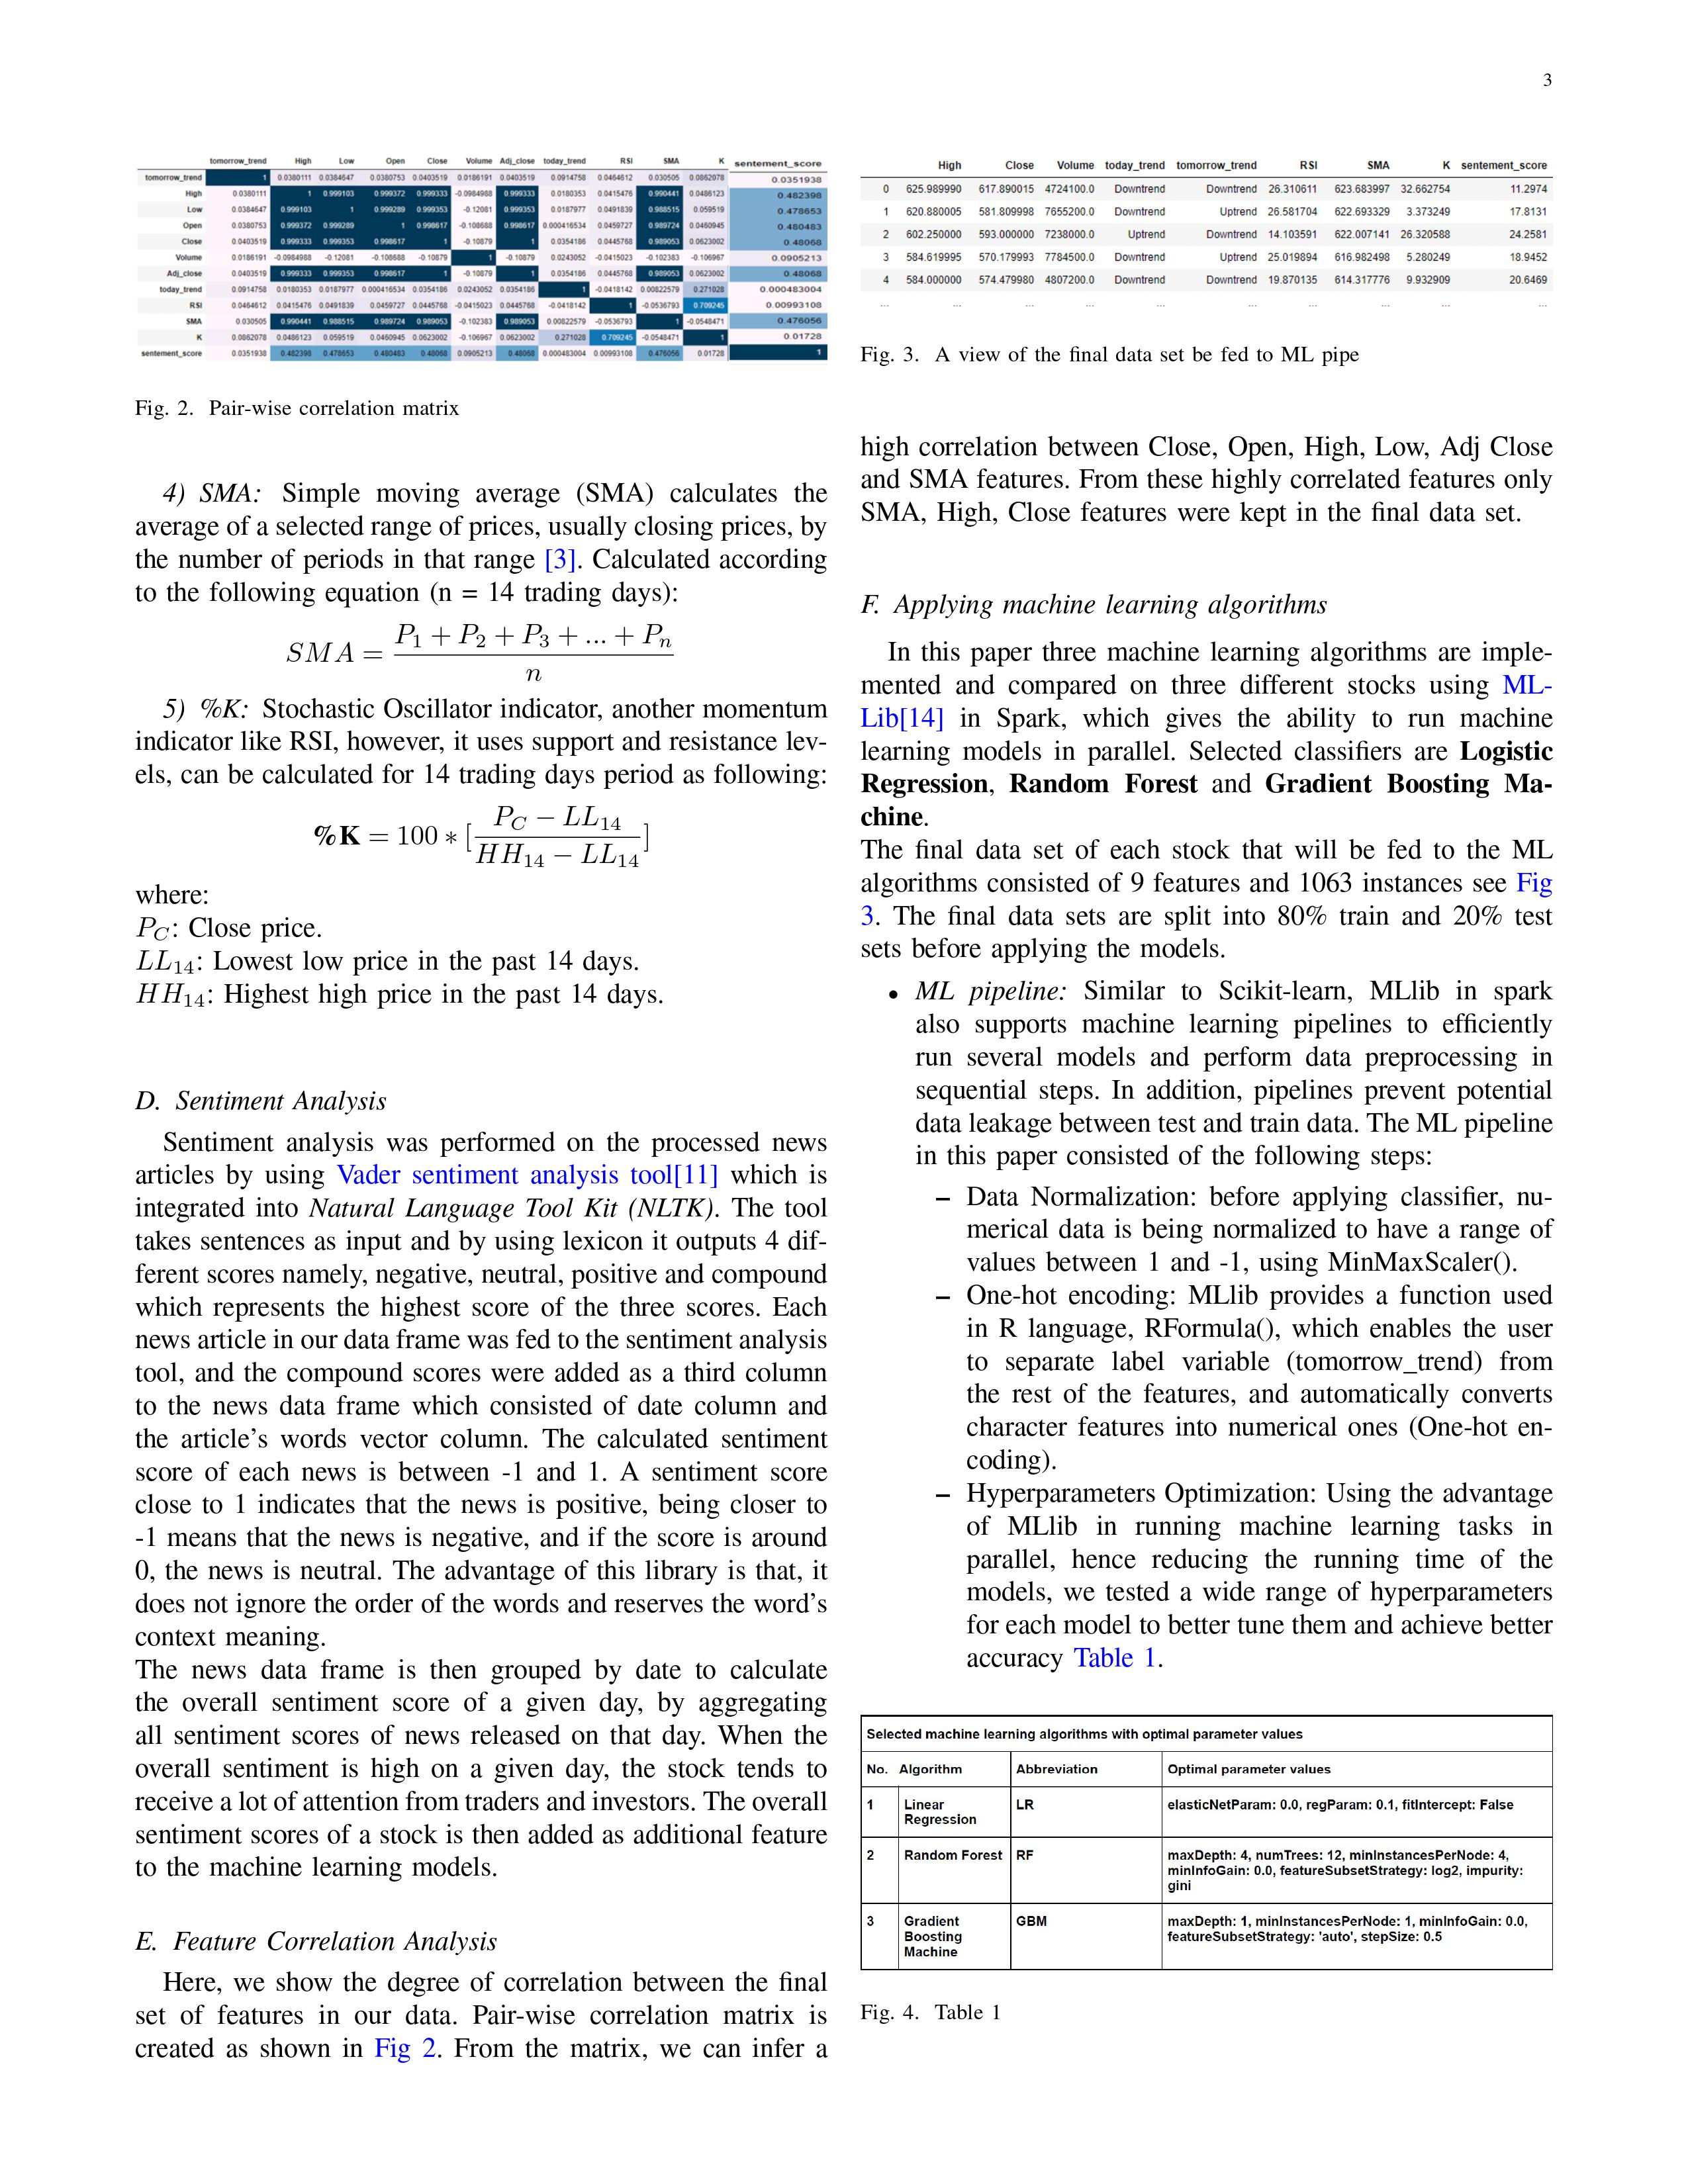 3
tomorrow_trend High Low Open Close Volume Adj_close today_trend RSI SMA K sentement_score
tomorrow_trend 1 0.0380111 0.0384647 0.0380753 0.0403519 0.0186191 0.0403519 0.0914758 0.0464612 0.030505 0.0862078 0.0351938
High 0.0380111 1 0.999103 0.999372 0.999333 -0.0984988 0.999333 0.0180353 0.0415476 0.990441 0.0486123 0.482398
Low 0.0384647 0.999103 1 0.999289 0.999353 -0.12081 0.999353 0.0187977 0.0491839 0.988515 0.059519 0.478653
Open 0.0380753 0.999372 0.999289 1 0.998617 -0.108688 0.998617 0.000416534 0.0459727 0.989724 0.0460945 0.480483
Close 0.0403519 0.999333 0.999353 0.998617 1 -0.10879 1 0.0354186 0.0445768 0.989053 0.0623002 0.48068
Volume 0.0186191 -0.0984988 -0.12081 -0.108688 -0.10879 1 -0.10879 0.0243052 -0.0415023 -0.102383 -0.106967 0.0905213
Adj_close 0.0403519 0.999333 0.999353 0.998617 1 -0.10879 1 0.0354186 0.0445768 0.989053 0.0623002 0.48068
today_trend 0.0914758 0.0180353 0.0187977 0.000416534 0.0354186 0.0243052 0.0354186 1 -0.0418142 0.00822579 0.271028 0.000483004
RSI 0.0464612 0.0415476 0.0491839 0.0459727 0.0445768 -0.0415023 0.0445768 -0.0418142 1 -0.0536793 0.709245 0.00993108
SMA 0.030505 0.990441 0.988515 0.989724 0.989053 -0.102383 0.989053 0.00822579 -0.0536793 1 -0.0548471 0.476056
K 0.0862078 0.0486123 0.059519 0.0460945 0.0623002 -0.106967 0.0623002 0.271028 0.709245 -0.0548471 1 0.01728
sentement_score 0.0351938 0.482398 0.478653 0.480483 0.48068 0.0905213 0.48068 0.000483004 0.00993108 0.476056 0.01728 1
Fig. 2. Pair-wise correlation matrix
4) SMA: Simple moving average (SMA) calculates the
average of a selected range of prices, usually closing prices, by
the number of periods in that range [3]. Calculated according
to the following equation (n = 14 trading days):
SMA = P1 + P2 + P3 + ... + Pn
n
5) %K: Stochastic Oscillator indicator, another momentum
indicator like RSI, however, it uses support and resistance lev-
els, can be calculated for 14 trading days period as following:
%K = 100 ∗ [ PC − LL14
HH14 − LL14 ]
where:
PC: Close price.
LL14: Lowest low price in the past 14 days.
HH14: Highest high price in the past 14 days.
D. Sentiment Analysis
Sentiment analysis was performed on the processed news
articles by using Vader sentiment analysis tool[11] which is
integrated into Natural Language Tool Kit (NLTK). The tool
takes sentences as input and by using lexicon it outputs 4 dif-
ferent scores namely, negative, neutral, positive and compound
which represents the highest score of the three scores. Each
news article in our data frame was fed to the sentiment analysis
tool, and the compound scores were added as a third column
to the news data frame which consisted of date column and
the article's words vector column. The calculated sentiment
score of each news is between -1 and 1. A sentiment score
close to 1 indicates that the news is positive, being closer to
-1 means that the news is negative, and if the score is around
0, the news is neutral. The advantage of this library is that, it
does not ignore the order of the words and reserves the word's
context meaning.
The news data frame is then grouped by date to calculate
the overall sentiment score of a given day, by aggregating
all sentiment scores of news released on that day. When the
overall sentiment is high on a given day, the stock tends to
receive a lot of attention from traders and investors. The overall
sentiment scores of a stock is then added as additional feature
to the machine learning models.
E. Feature Correlation Analysis
Here, we show the degree of correlation between the final
set of features in our data. Pair-wise correlation matrix is
created as shown in Fig 2. From the matrix, we can infer a
High Close Volume today_trend tomorrow_trend RSI SMA K sentement_score
0 625.989990 617.890015 4724100.0 Downtrend Downtrend 26.310611 623.683997 32.662754 11.2974
1 620.880005 581.809998 7655200.0 Downtrend Uptrend 26.581704 622.693329 3.373249 17.8131
2 602.250000 593.000000 7238000.0 Uptrend Downtrend 14.103591 622.007141 26.320588 24.2581
3 584.619995 570.179993 7784500.0 Downtrend Uptrend 25.019894 616.982498 5.280249 18.9452
4 584.000000 574.479980 4807200.0 Downtrend Downtrend 19.870135 614.317776 9.932909 20.6469
... ... ... ... ... ... ... ... ... ...
Fig. 3. A view of the final data set be fed to ML pipe
high correlation between Close, Open, High, Low, Adj Close
and SMA features. From these highly correlated features only
SMA, High, Close features were kept in the final data set.
F. Applying machine learning algorithms
In this paper three machine learning algorithms are imple-
mented and compared on three different stocks using ML-
Lib[14] in Spark, which gives the ability to run machine
learning models in parallel. Selected classifiers are Logistic
Regression, Random Forest and Gradient Boosting Ma-
chine.
The final data set of each stock that will be fed to the ML
algorithms consisted of 9 features and 1063 instances see Fig
3. The final data sets are split into 80% train and 20% test
sets before applying the models.
• ML pipeline: Similar to Scikit-learn, MLlib in spark
also supports machine learning pipelines to efficiently
run several models and perform data preprocessing in
sequential steps. In addition, pipelines prevent potential
data leakage between test and train data. The ML pipeline
in this paper consisted of the following steps:
– Data Normalization: before applying classifier, nu-
merical data is being normalized to have a range of
values between 1 and -1, using MinMaxScaler().
– One-hot encoding: MLlib provides a function used
in R language, RFormula(), which enables the user
to separate label variable (tomorrow_trend) from
the rest of the features, and automatically converts
character features into numerical ones (One-hot en-
coding).
– Hyperparameters Optimization: Using the advantage
of MLlib in running machine learning tasks in
parallel, hence reducing the running time of the
models, we tested a wide range of hyperparameters
for each model to better tune them and achieve better
accuracy Table 1.
Selected machine learning algorithms with optimal parameter values
No. Algorithm Abbreviation Optimal parameter values
1 Linear Regression LR elasticNetParam: 0.0, regParam: 0.1, fitIntercept: False
2 Random Forest RF maxDepth: 4, numTrees: 12, minInstancesPerNode: 4,
minInfoGain: 0.0, featureSubsetStrategy: log2, impurity:
gini
3 Gradient Boosting Machine GBM maxDepth: 1, minInstancesPerNode: 1, minInfoGain: 0.0,
featureSubsetStrategy: 'auto', stepSize: 0.5
Fig. 4. Table 1